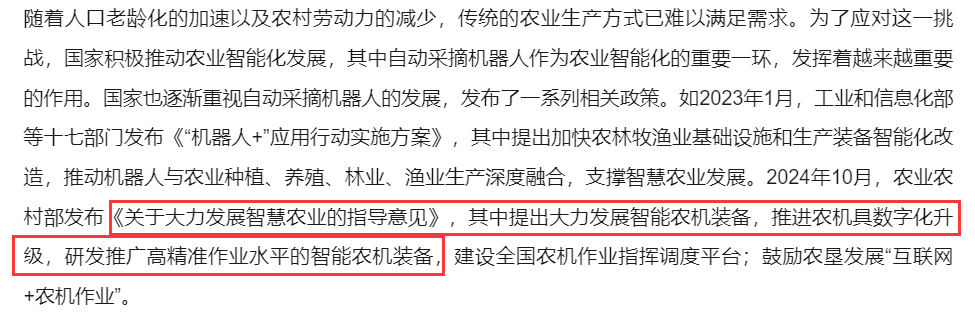 随着人口老龄化的加速以及农村劳动力的减少，传统的农业生产方式已难以满足需求。为了应对这一挑
战，国家积极推动农业智能化发展，其中自动采摘机器人作为农业智能化的重要一环，发挥着越来越重要
的作用。国家也逐渐重视自动采摘机器人的发展，发布了一系列相关政策。如2023年1月，工业和信息化部
等十七部门发布《“机器人+”应用行动实施方案》，其中提出加快农林牧渔业基础设施和生产装备智能化改
造，推动机器人与农业种植、养殖、林业、渔业生产深度融合，支撑智慧农业发展。2024年10月，农业农
村部发布《关于大力发展智慧农业的指导意见》，其中提出大力发展智能农机装备，推进农机具数字化升
级，研发推广高精准作业水平的智能农机装备，建设全国农机作业指挥调度平台；鼓励农垦发展“互联网
+农机作业”。